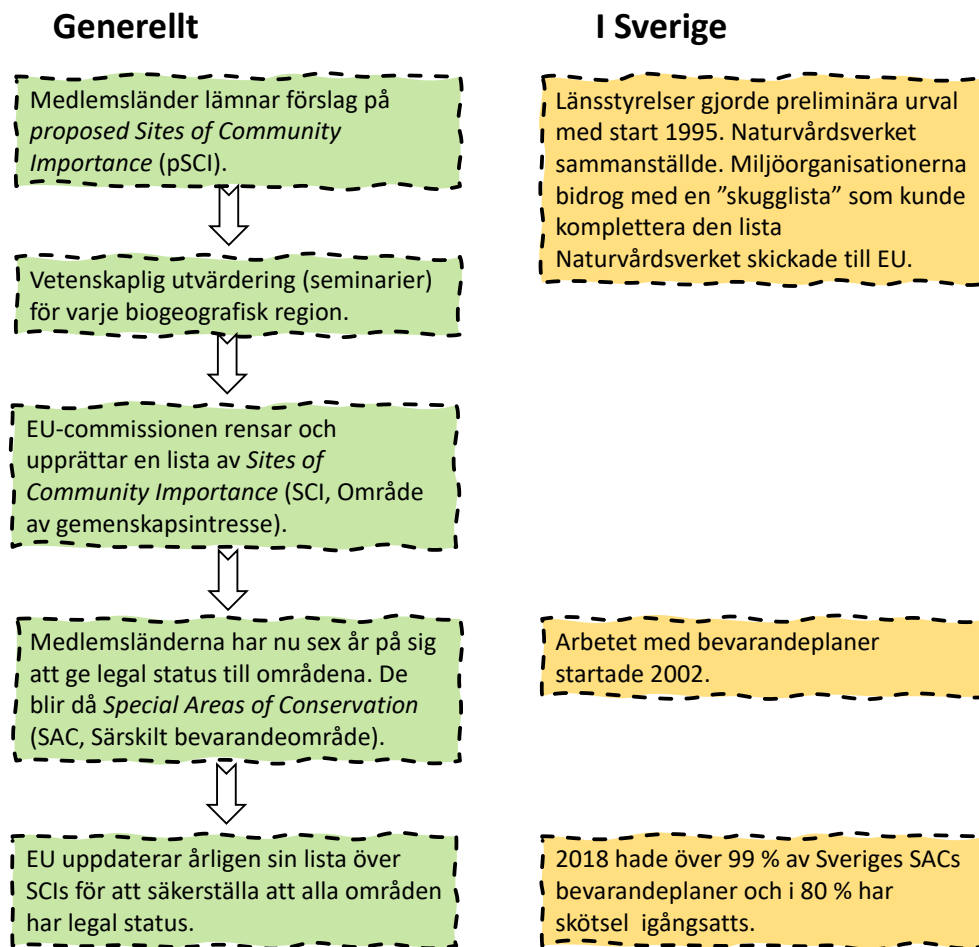 Generellt
Medlemsländer lämnar förslag på
proposed Sites of Community
Importance (pSCI).
Vetenskaplig utvärdering (seminarier)
för varje biogeografisk region.
EU-commissionen rensar och
upprättar en lista av Sites of
Community Importance (SCI, Område
av gemenskapsintresse).
Medlemsländerna har nu sex år på sig
att ge legal status till områdena. De
blir då Special Areas of Conservation
(SAC, Särskilt bevarandeområde).
EU uppdaterar årligen sin lista över
SCIs för att säkerställa att alla områden
har legal status.
I Sverige
Länsstyrelser gjorde preliminära urval
med start 1995. Naturvårdsverket
sammanställde. Miljöorganisationerna
bidrog med en ”skugglista” som kunde
komplettera den lista
Naturvårdsverket skickade till EU.
Arbetet med bevarandeplaner
startade 2002.
2018 hade över 99 % av Sveriges SACs
bevarandeplaner och i 80 % har
skötsel igångsatts.